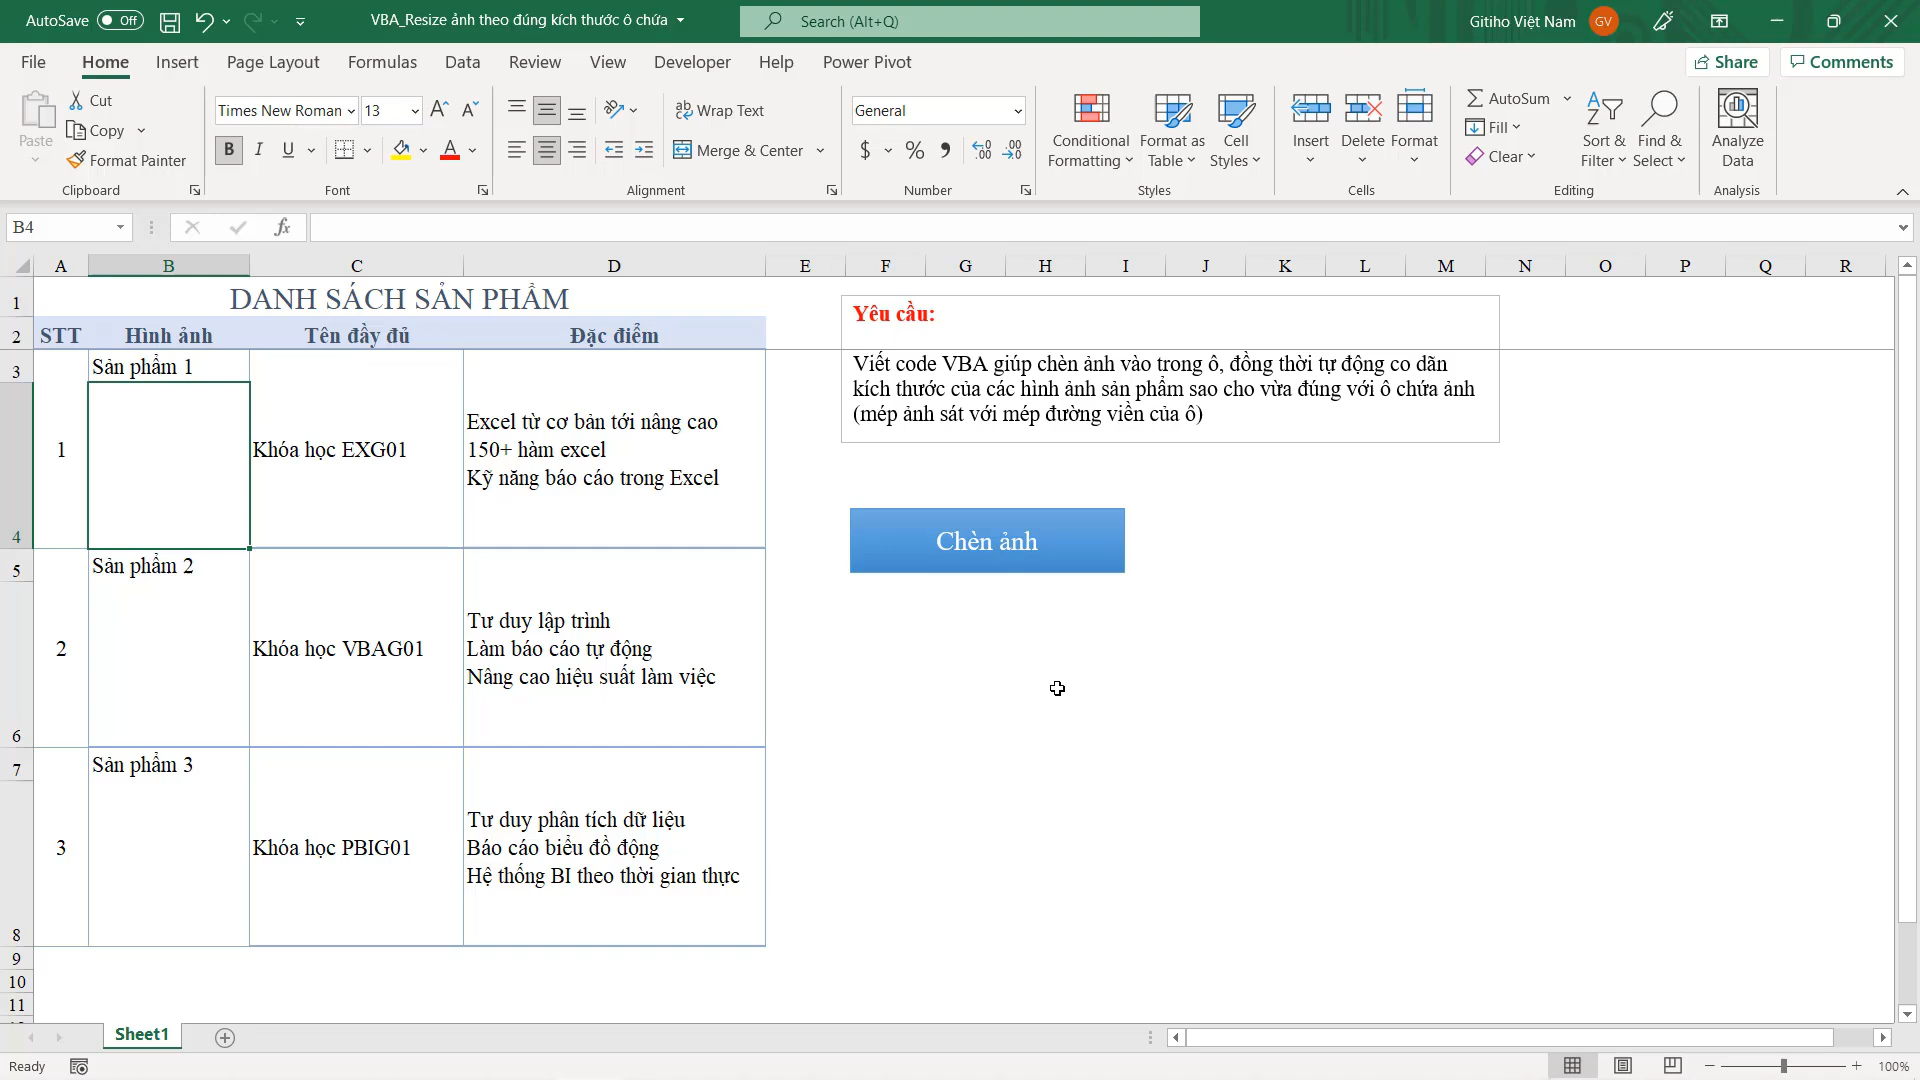 AutoSave Off VBA_Resize ảnh theo đúng kích thước ô chứa Search (Alt+Q) Gitiho Việt Nam GV
File Home Insert Page Layout Formulas Data Review View Developer Help Power Pivot Share Comments
Paste
Cut
Copy
Format Painter
Clipboard
Times New Roman 13
B I U
Font
Wrap Text
Merge & Center
Alignment
General
$ % 9
Number
Conditional Formatting
Format as Table
Cell Styles
Styles
Insert Delete Format
Cells
AutoSum
Fill
Clear
Sort & Filter
Find & Select
Editing
Analyze Data
Analysis
B4 fx
A B C D E F G H I J K L M N O P Q R
1 DANH SÁCH SẢN PHẨM
Yêu cầu:
2 STT Hình ảnh Tên đầy đủ Đặc điểm
3 Sản phẩm 1
Viết code VBA giúp chèn ảnh vào trong ô, đồng thời tự động co dãn
kích thước của các hình ảnh sản phẩm sao cho vừa đúng với ô chứa ảnh
(mép ảnh sát với mép đường viền của ô)
1 Khóa học EXG01
Excel từ cơ bản tới nâng cao
150+ hàm excel
Kỹ năng báo cáo trong Excel
4
Chèn ảnh
5 Sản phẩm 2
2 Khóa học VBAG01
Tư duy lập trình
Làm báo cáo tự động
Nâng cao hiệu suất làm việc
6
7 Sản phẩm 3
3 Khóa học PBIG01
Tư duy phân tích dữ liệu
Báo cáo biểu đồ động
Hệ thống BI theo thời gian thực
8
9
10
11
Sheet1
Ready 100%